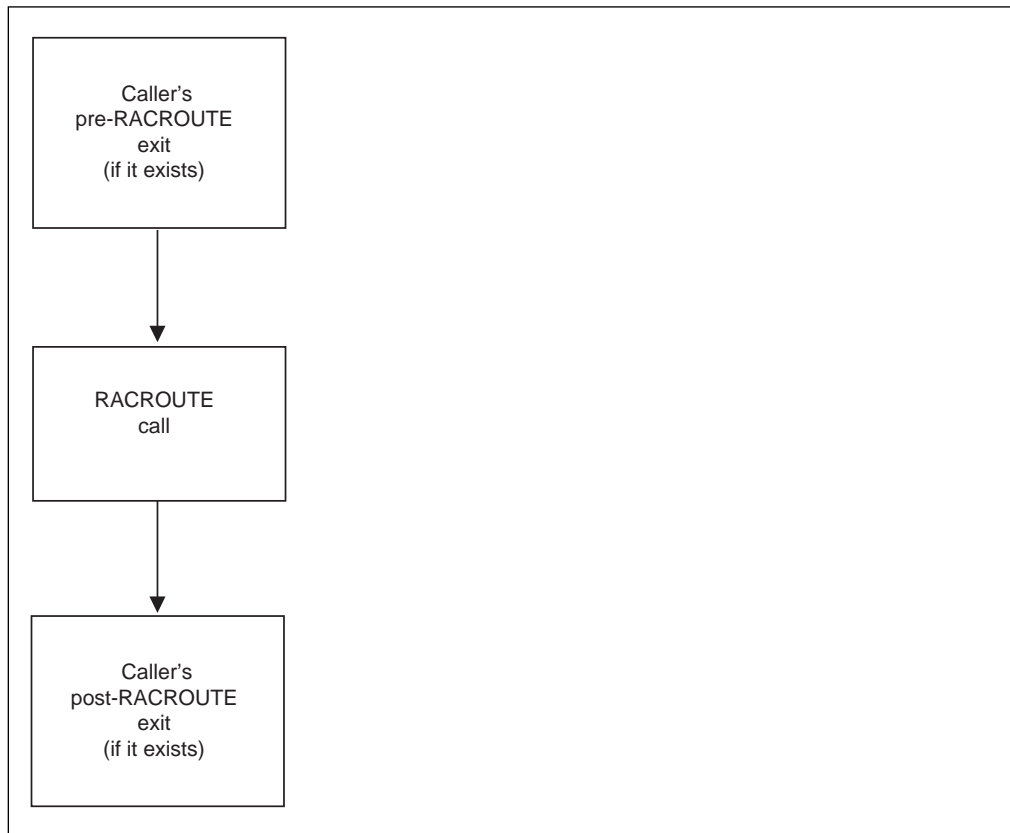 Caller's
pre-RACROUTE
exit
(if it exists)
RACROUTE
call
Caller's
post-RACROUTE
exit
(if it exists)